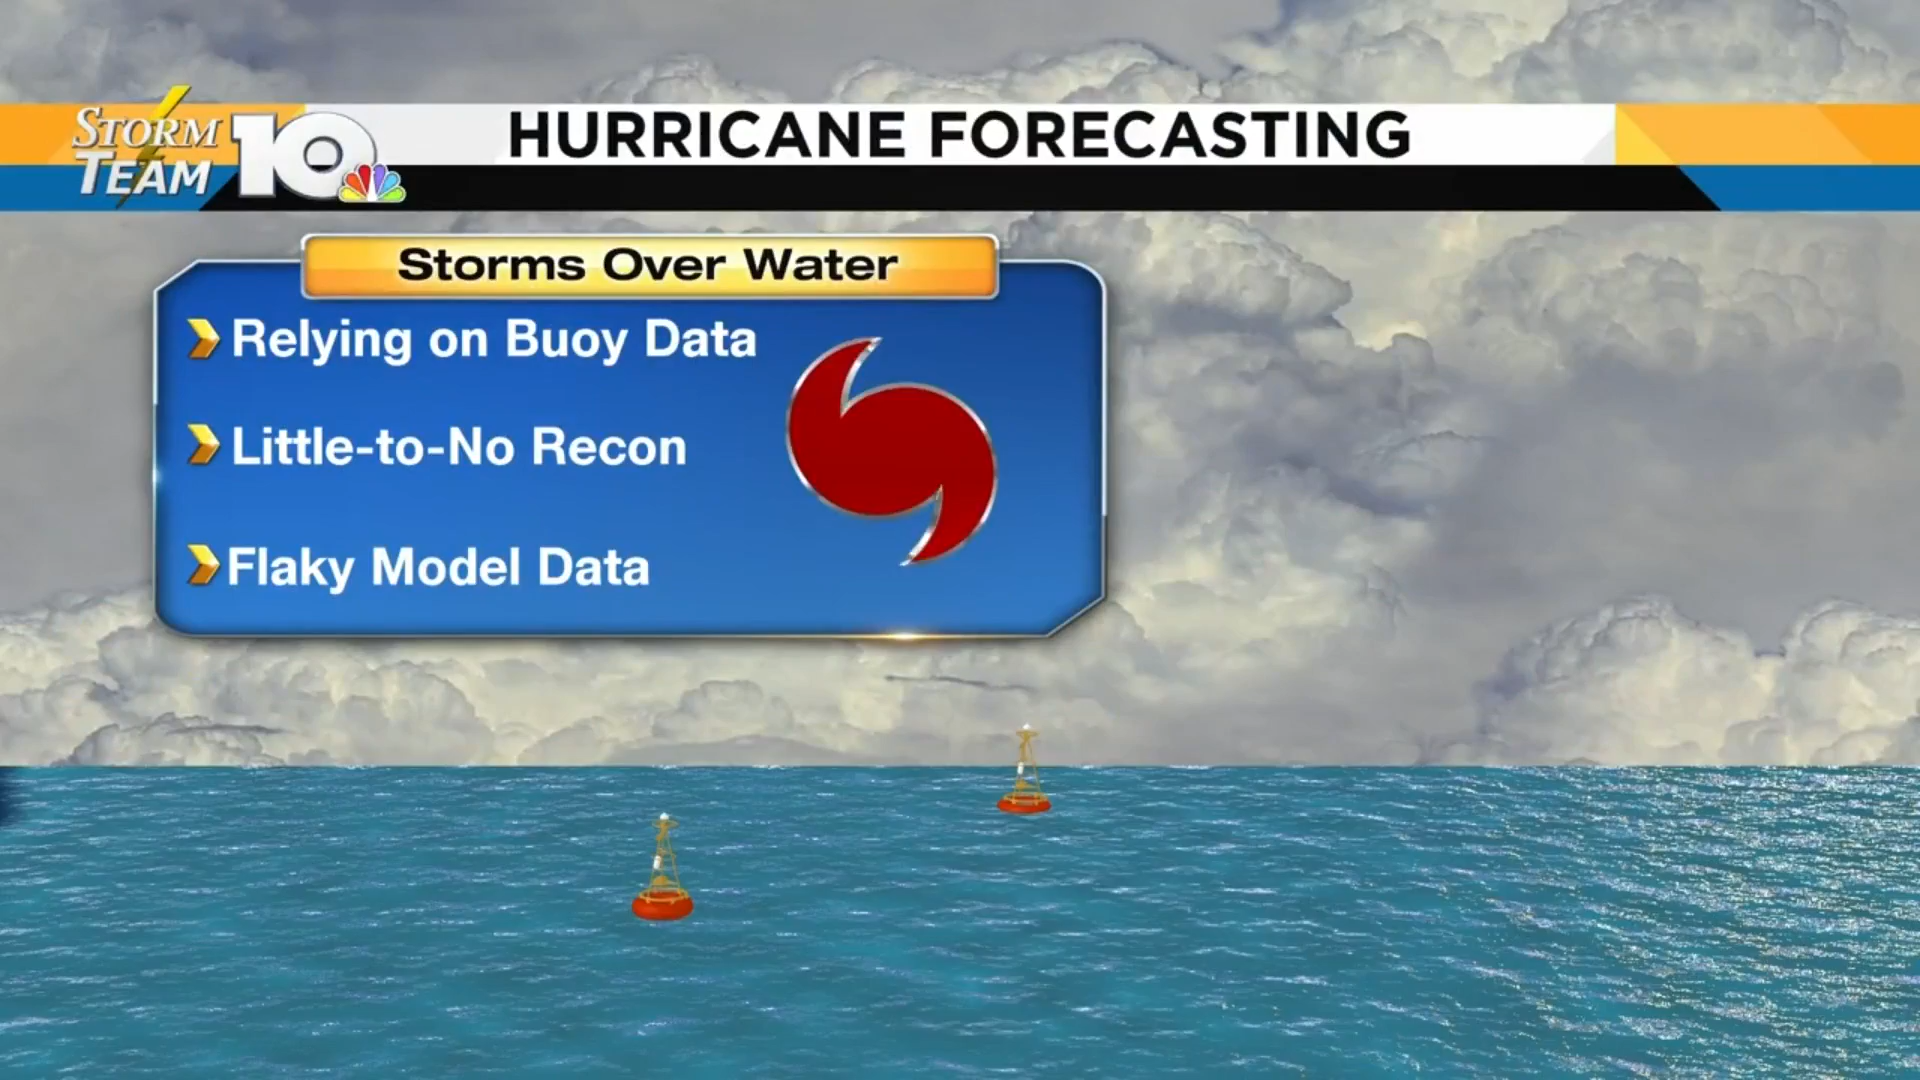 STORM
TEAM
10
HURRICANE FORECASTING
Storms Over Water
Relying on Buoy Data
Little-to-No Recon
Flaky Model Data